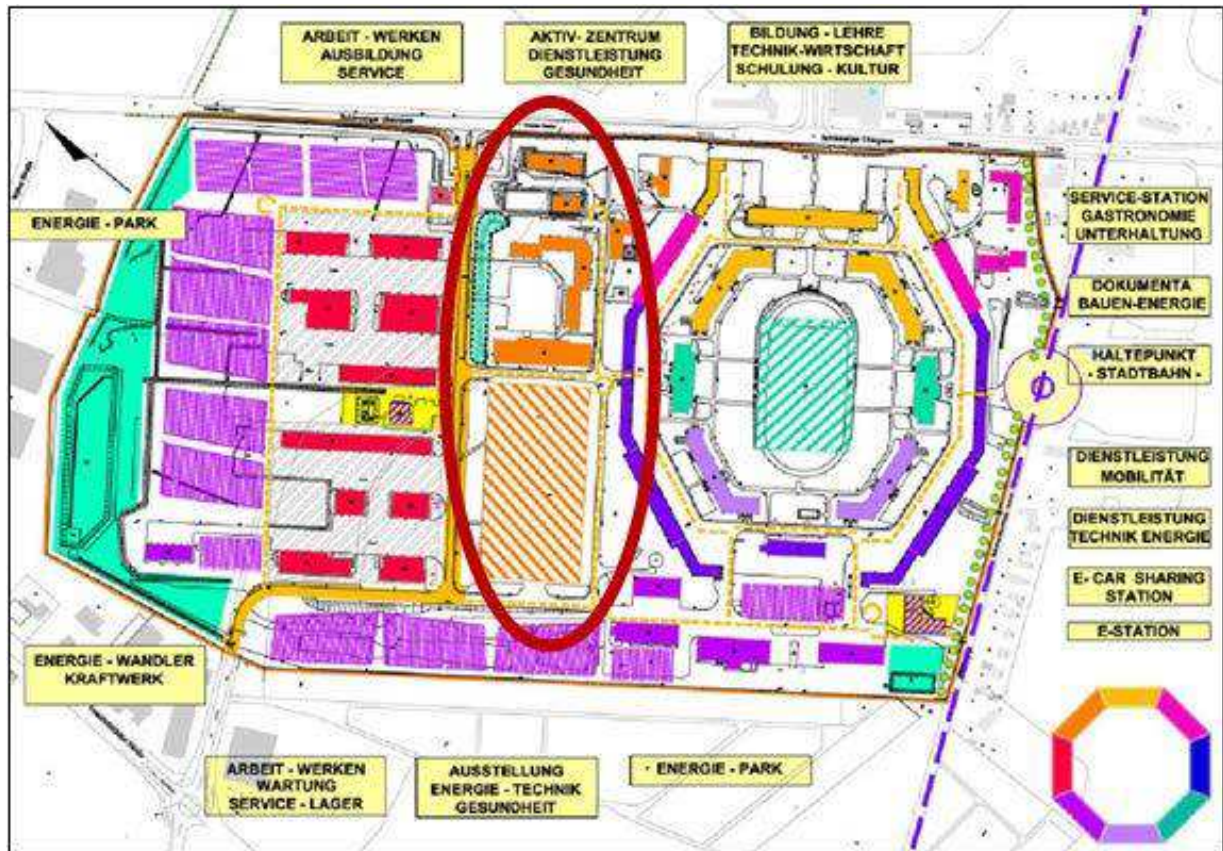 ARBEIT - WERKEN
AUSBILDUNG
SERVICE
AKTIV- ZENTRUM
DIENSTLEISTUNG
GESUNDHEIT
BILDUNG - LEHRE
TECHNIK-WIRTSCHAFT
SCHULUNG - KULTUR
ENERGIE - PARK
SERVICE-STATION
GASTRONOMIE
UNTERHALTUNG
DOKUMENTA
BAUEN-ENERGIE
HALTEPUNKT
- STADTBAHN -
DIENSTLEISTUNG
MOBILITÄT
DIENSTLEISTUNG
TECHNIK ENERGIE
E- CAR SHARING
STATION
E-STATION
ENERGIE - WANDLER
KRAFTWERK
ARBEIT - WERKEN
WARTUNG
SERVICE - LAGER
AUSSTELLUNG
ENERGIE - TECHNIK
GESUNDHEIT
ENERGIE - PARK